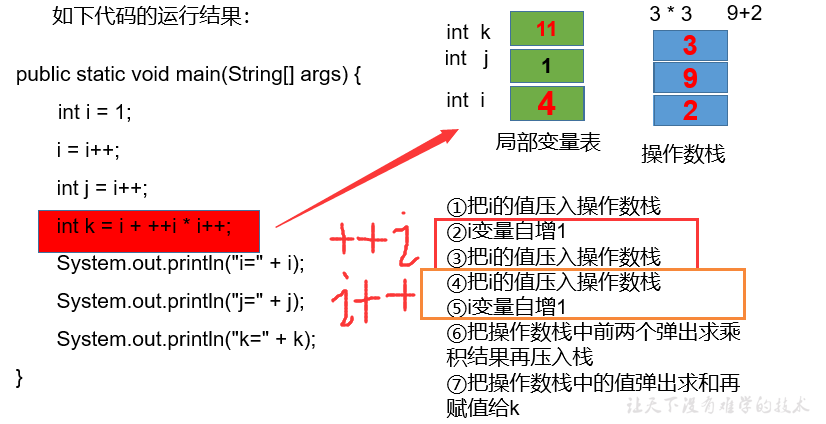 如下代码的运行结果:
public static void main(String[] args) {
int i = 1;
i = i++;
int j = i++;
int k = i + ++i * i++;
System.out.println("i=" + i);
System.out.println("j=" + j);
System.out.println("k=" + k);
}
int k
11
int j
1
int i
4
局部变量表
3 * 3
9+2
3
9
2
操作数栈
++i
i++
①把i的值压入操作数栈
②i变量自增1
③把i的值压入操作数栈
④把i的值压入操作数栈
⑤i变量自增1
⑥把操作数栈中前两个弹出求乘
积结果再压入栈
⑦把操作数栈中的值弹出求和再
赋值给k
让天下没有难学的技术